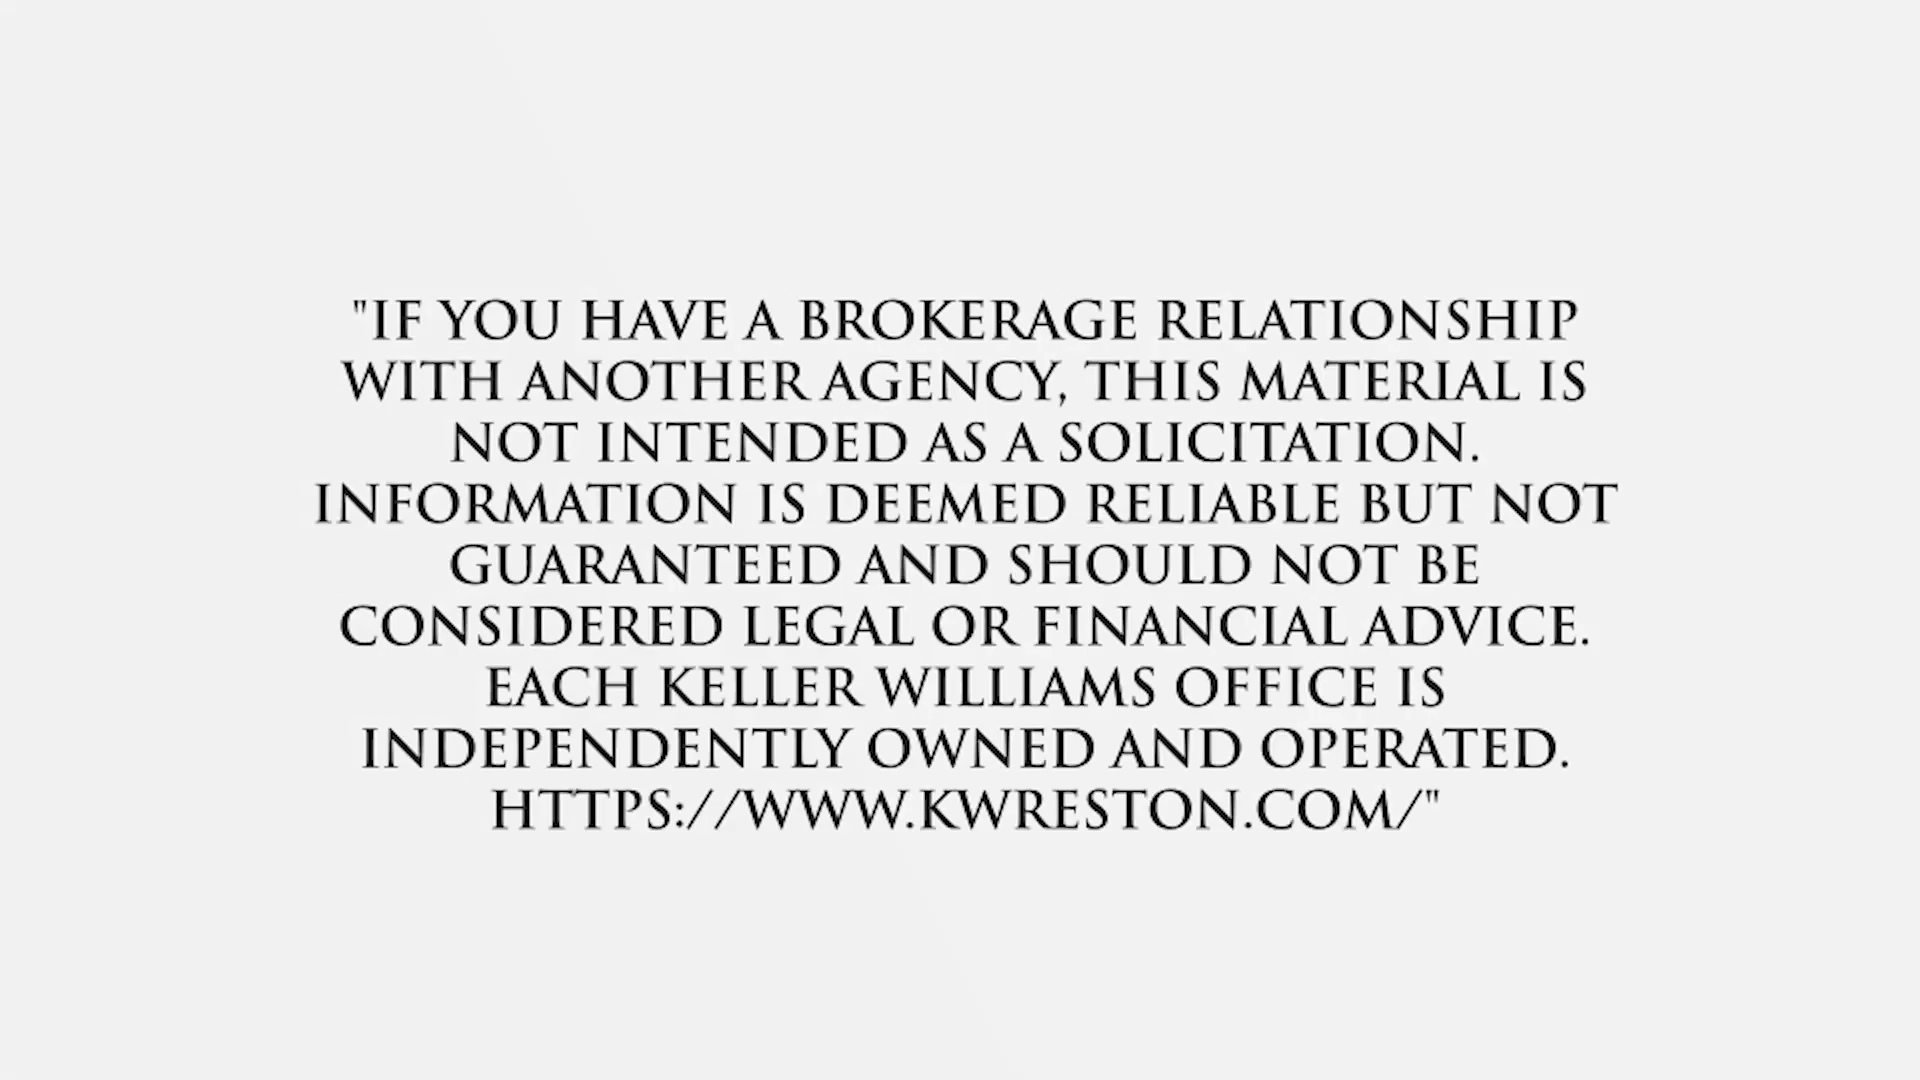 "IF YOU HAVE A BROKERAGE RELATIONSHIP
WITH ANOTHER AGENCY, THIS MATERIAL IS
NOT INTENDED AS A SOLICITATION.
INFORMATION IS DEEMED RELIABLE BUT NOT
GUARANTEED AND SHOULD NOT BE
CONSIDERED LEGAL OR FINANCIAL ADVICE.
EACH KELLER WILLIAMS OFFICE IS
INDEPENDENTLY OWNED AND OPERATED.
HTTPS://WWW.KWRESTON.COM/"